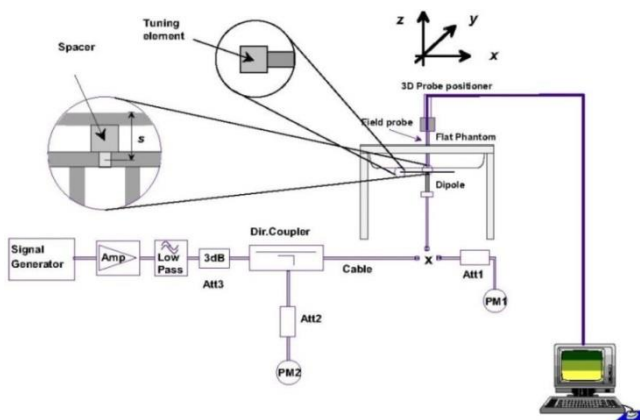 Tuning
element
Spacer
s
z
y
x
3D Probe positioner
Field probe
Flat Phantom
Dipole
Signal
Generator
Amp
Low
Pass
3dB
Att3
Dir.Coupler
Cable
x
Att1
PM1
Att2
PM2